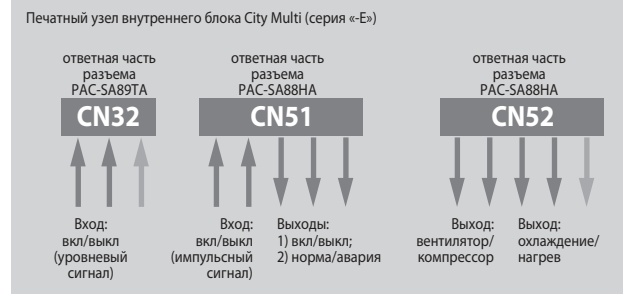 Печатный узел внутреннего блока City Multi (серия «-E»)
ответная часть
разъема
PAC-SA89TA
CN32
Вход:
вкл/выкл
(уровневый
сигнал)
ответная часть
разъема
PAC-SA88HA
CN51
Вход:
вкл/выкл
(импульсный
сигнал)
Выходы:
1) вкл/выкл;
2) норма/авария
ответная часть
разъема
PAC-SA88HA
CN52
Выход:
вентилятор/
компрессор
Выход:
охлаждение/
нагрев